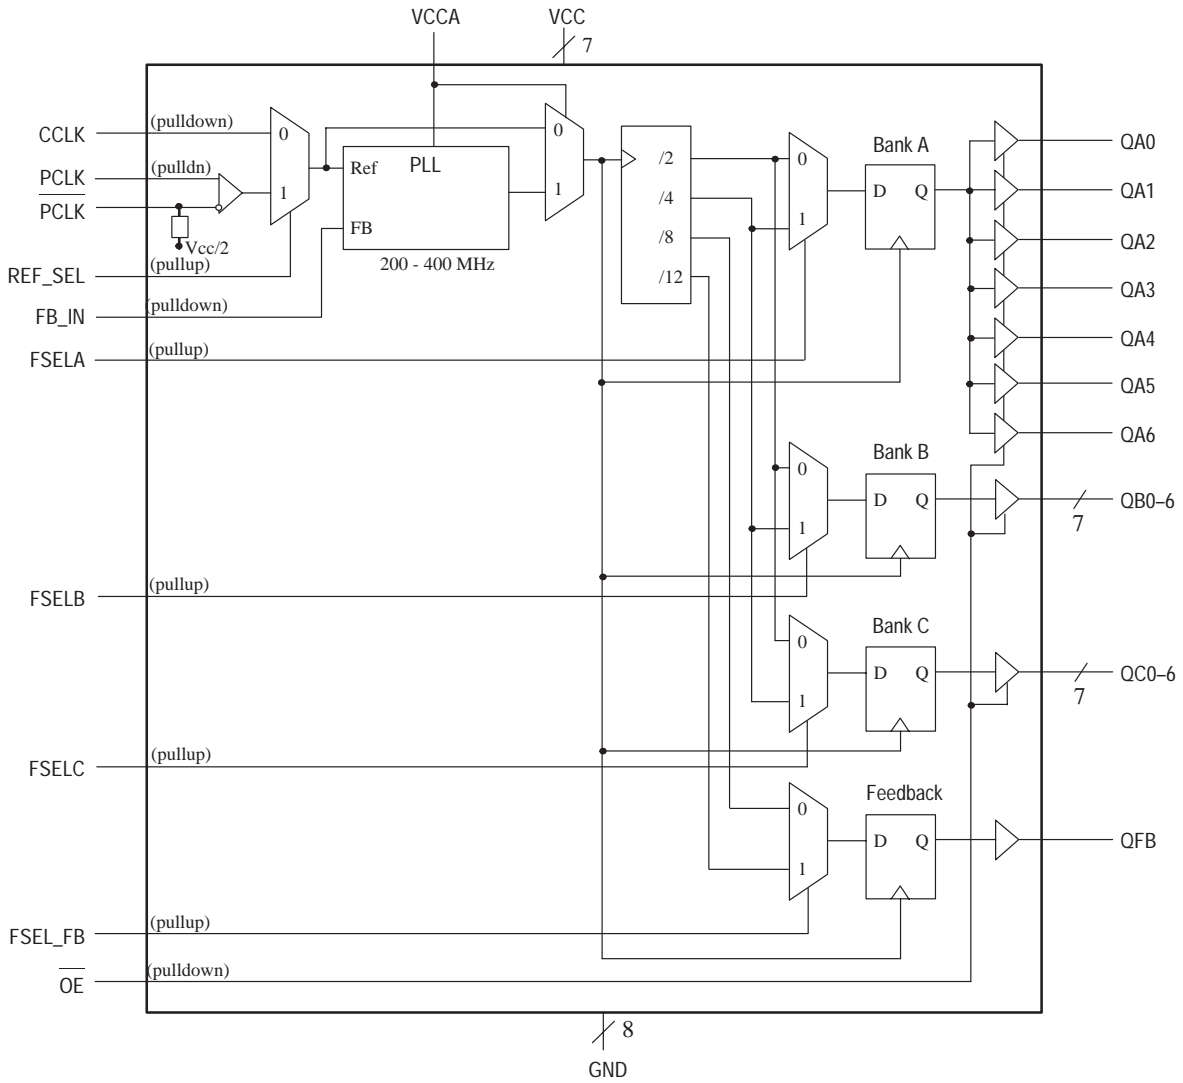 VCCA
VCC
7
CCLK
(pulldown)
0
0
PCLK
(pulldn)
1
Ref
PLL
1
PCLK
FB
Vcc/2
REF_SEL
(pullup)
200 - 400 MHz
FB_IN
(pulldown)
FSELA
(pullup)
/2
/4
/8
/12
0
1
Bank A
D
Q
QA0
QA1
QA2
QA3
QA4
QA5
QA6
Bank B
0
1
D
Q
7
QB0–6
FSELB
(pullup)
Bank C
0
1
D
Q
7
QC0–6
FSELC
(pullup)
Feedback
0
1
D
Q
QFB
FSEL_FB
(pullup)
OE
(pulldown)
8
GND